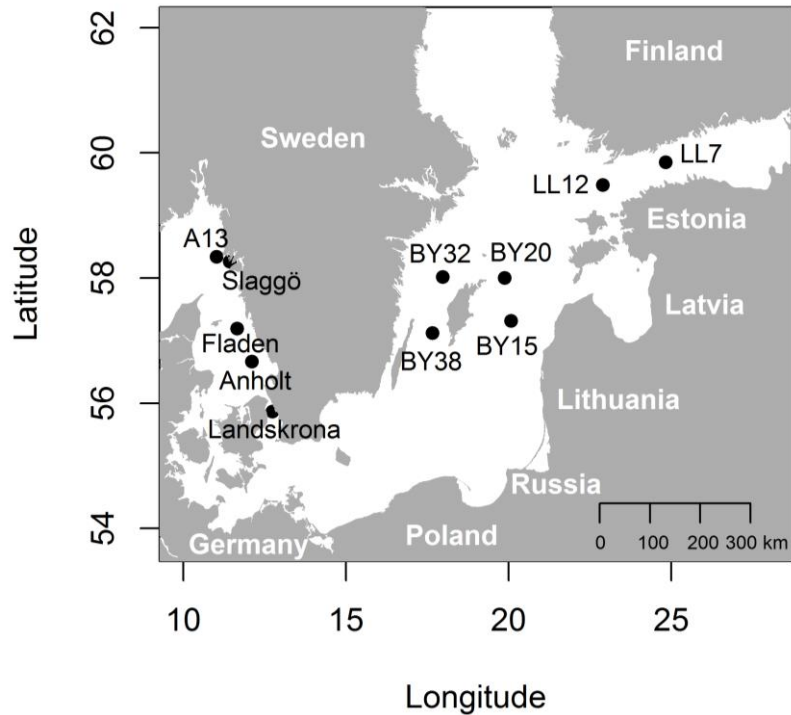 62
60
58
56
54
Latitude
Finland
Sweden
LL7
LL12
Estonia
A13
BY32
BY20
Slaggö
Latvia
Fladen
BY38
BY15
Anholt
Lithuania
Landskrona
Russia
Poland
Germany
0 100 200 300 km
10 15 20 25
Longitude